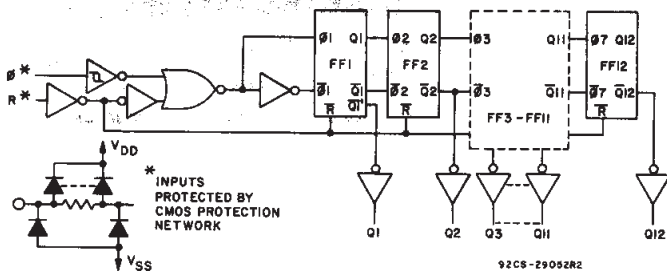 Ø1 Q1 Ø2 Q2 Ø3 Q11 Ø7 Q12
FF1 FF2 FF12
Ø*
R*
Ø̅1 Q̅1 Ø̅2 Q̅2 Ø̅3 Q̅11 Ø̅7 Q̅12
R̅ Q̅1' R̅ FF3-FF11 R̅
VDD
*
INPUTS
PROTECTED BY
CMOS PROTECTION
NETWORK
VSS
Q1 Q2 Q3 Q11 Q12
92CS-29052R2